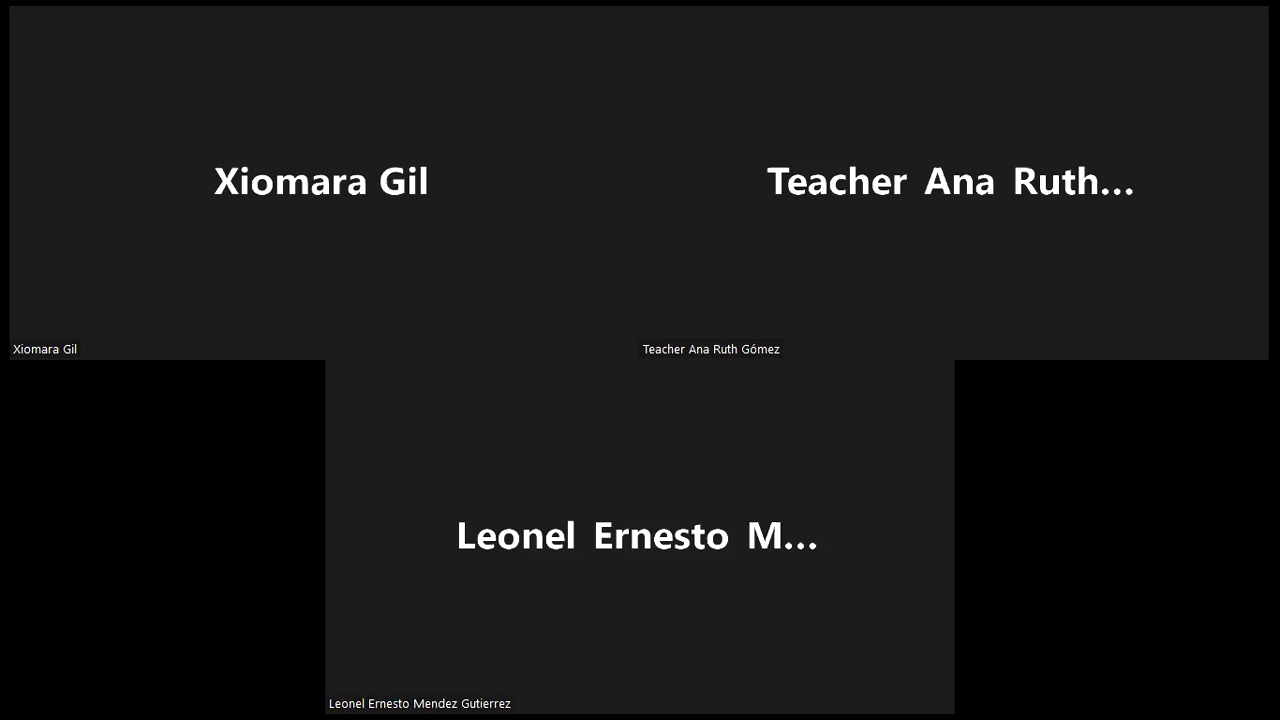 Xiomara Gil
Teacher Ana Ruth...
Xiomara Gil
Teacher Ana Ruth Gómez
Leonel Ernesto M...
Leonel Ernesto Mendez Gutierrez